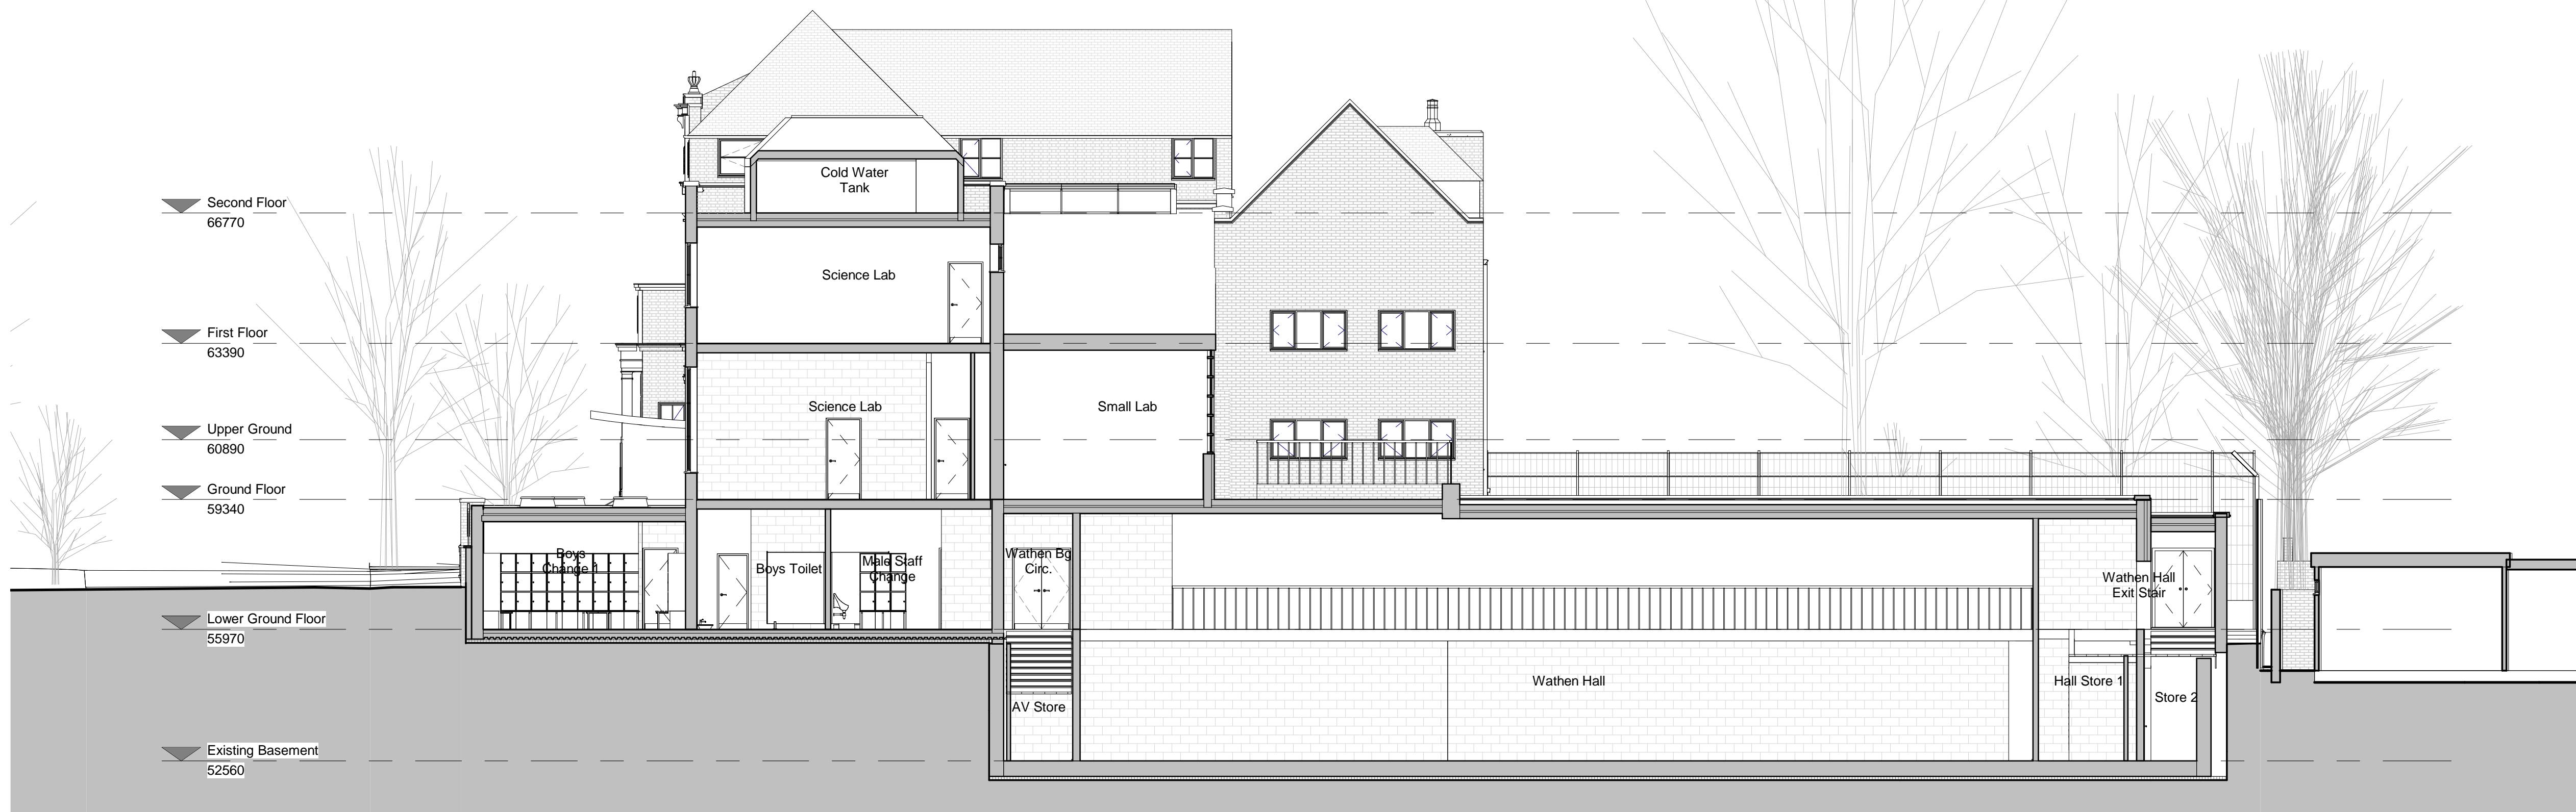 Second Floor
66770
First Floor
63390
Upper Ground
60890
Ground Floor
59340
Lower Ground Floor
55970
Existing Basement
52560
Cold Water
Tank
Science Lab
Science Lab
Small Lab
Boys
Change 1
Boys Toilet
Male Staff
Change
Wathen Bg
Circ.
Wathen Hall
Exit Stair
Wathen Hall
Hall Store 1
Store 2
AV Store